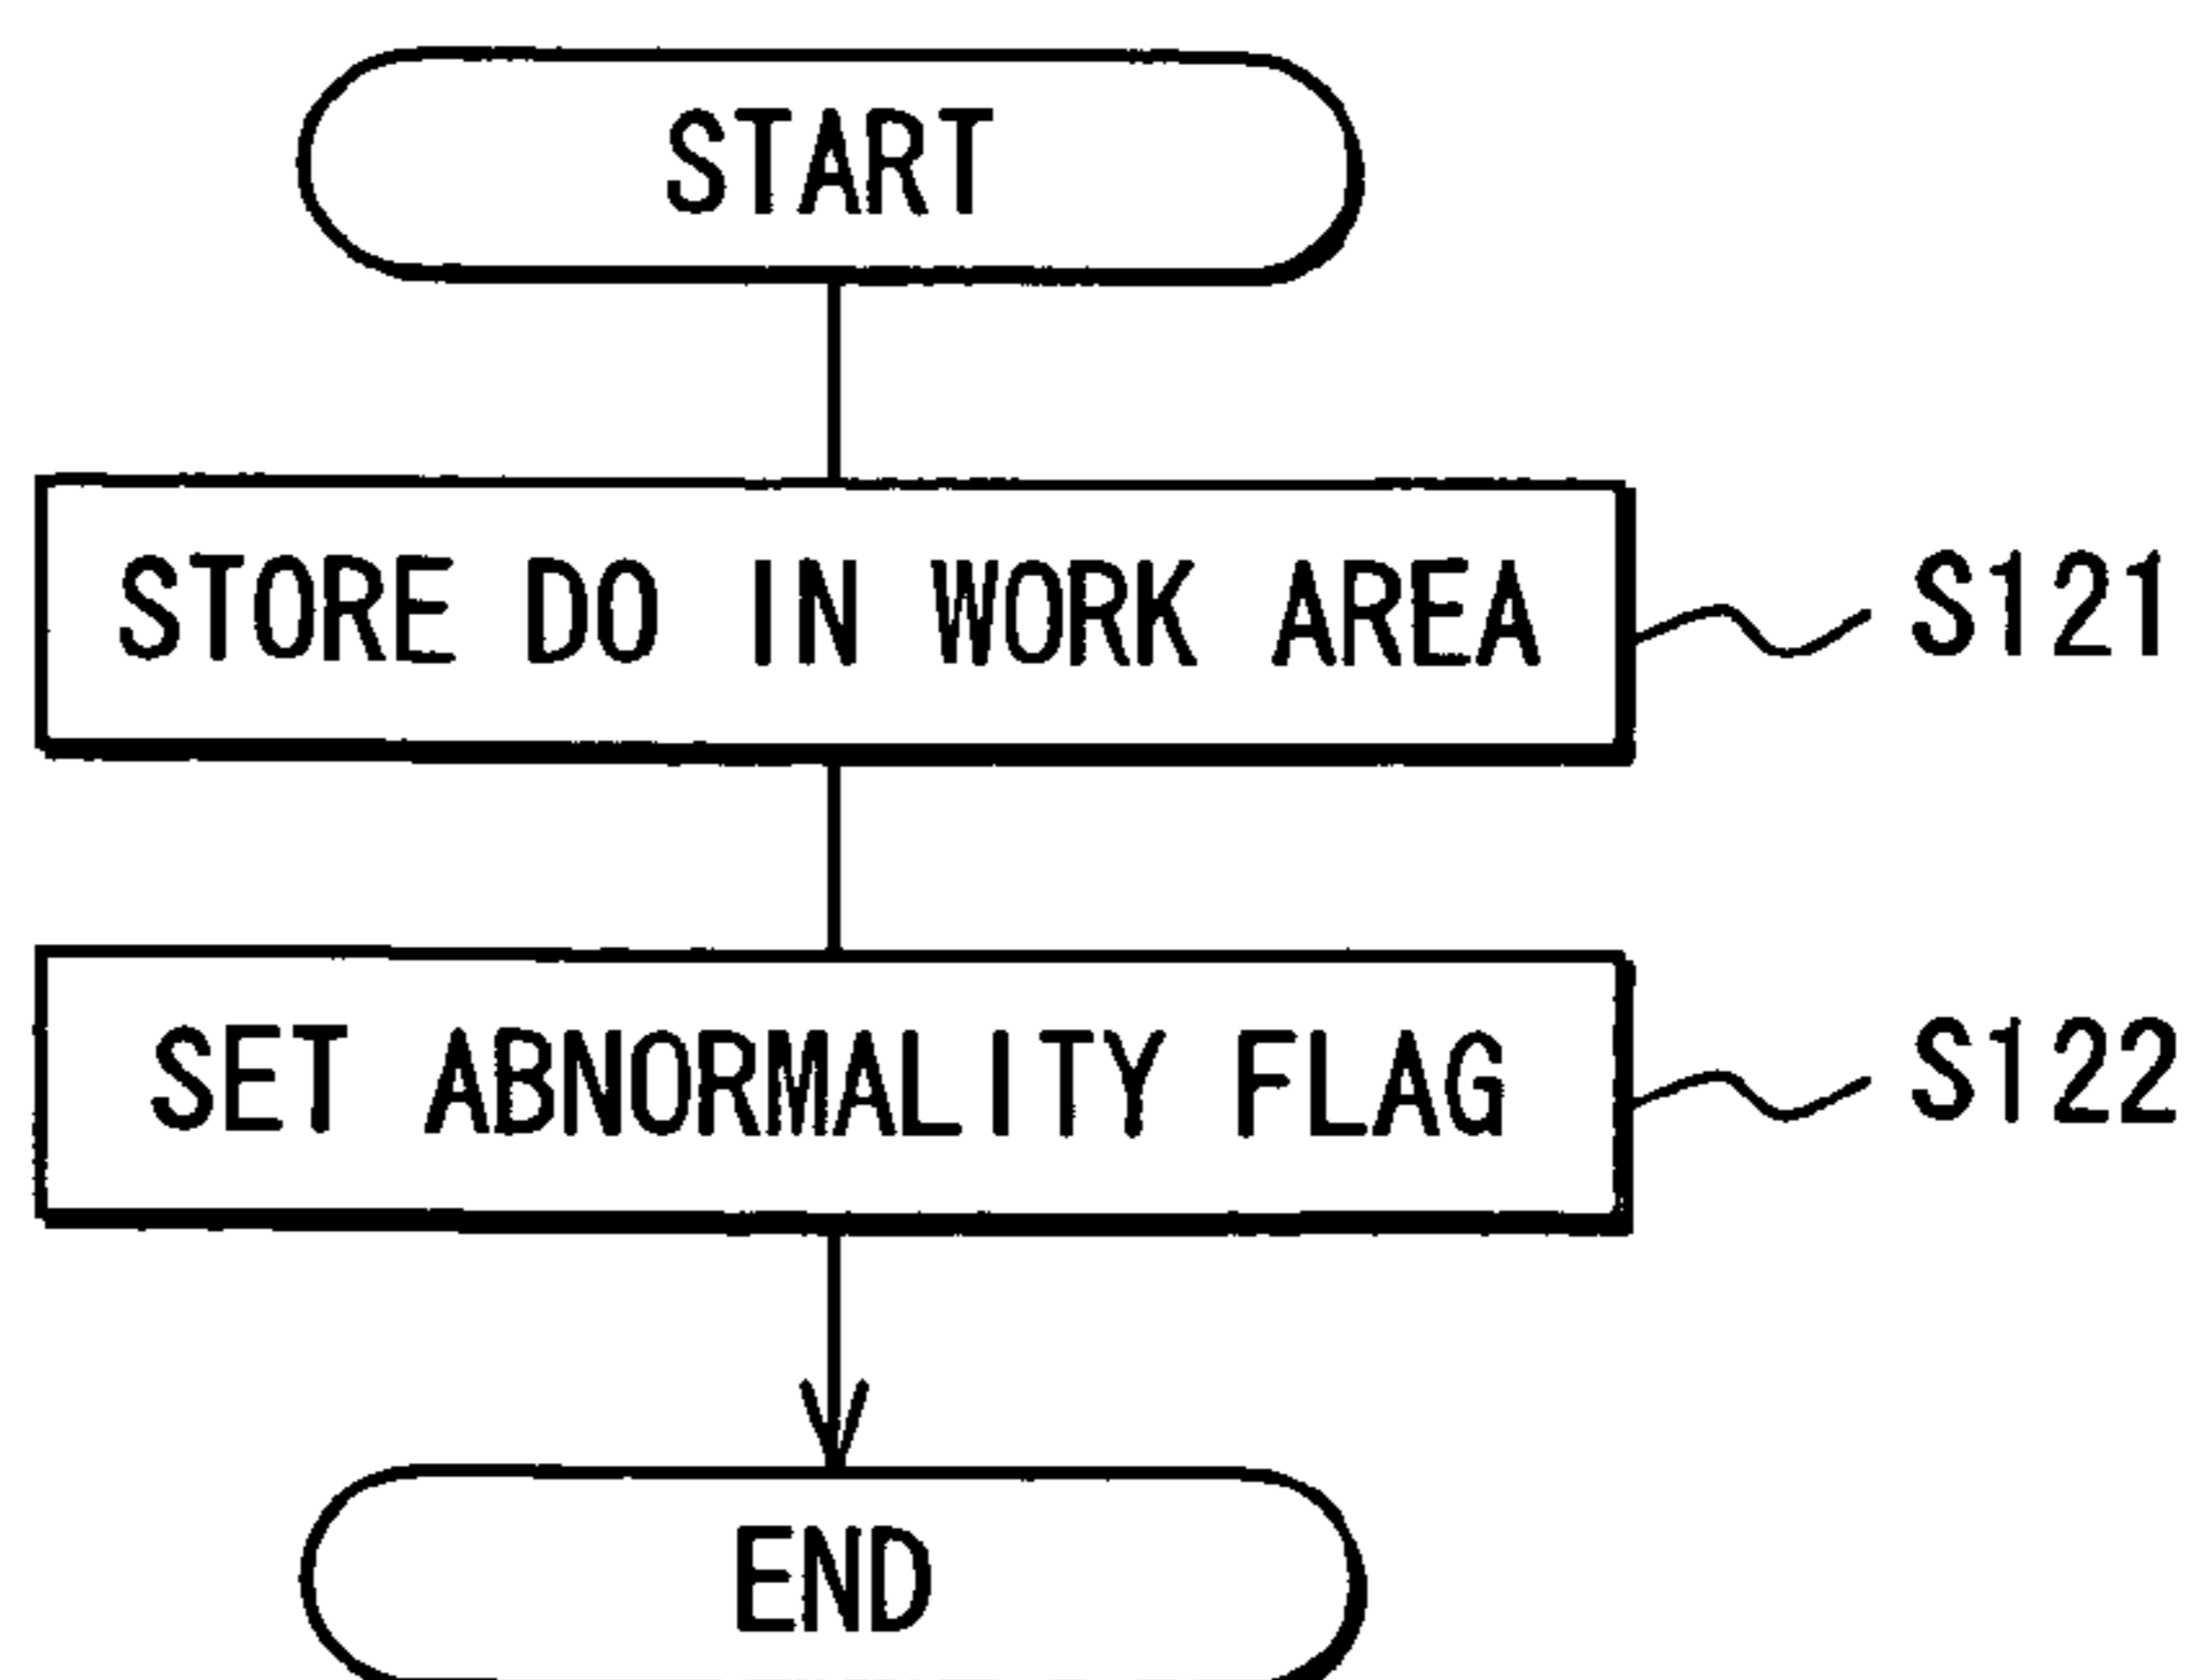 START
STORE DO IN WORK AREA
S121
SET ABNORMALITY FLAG
S122
END